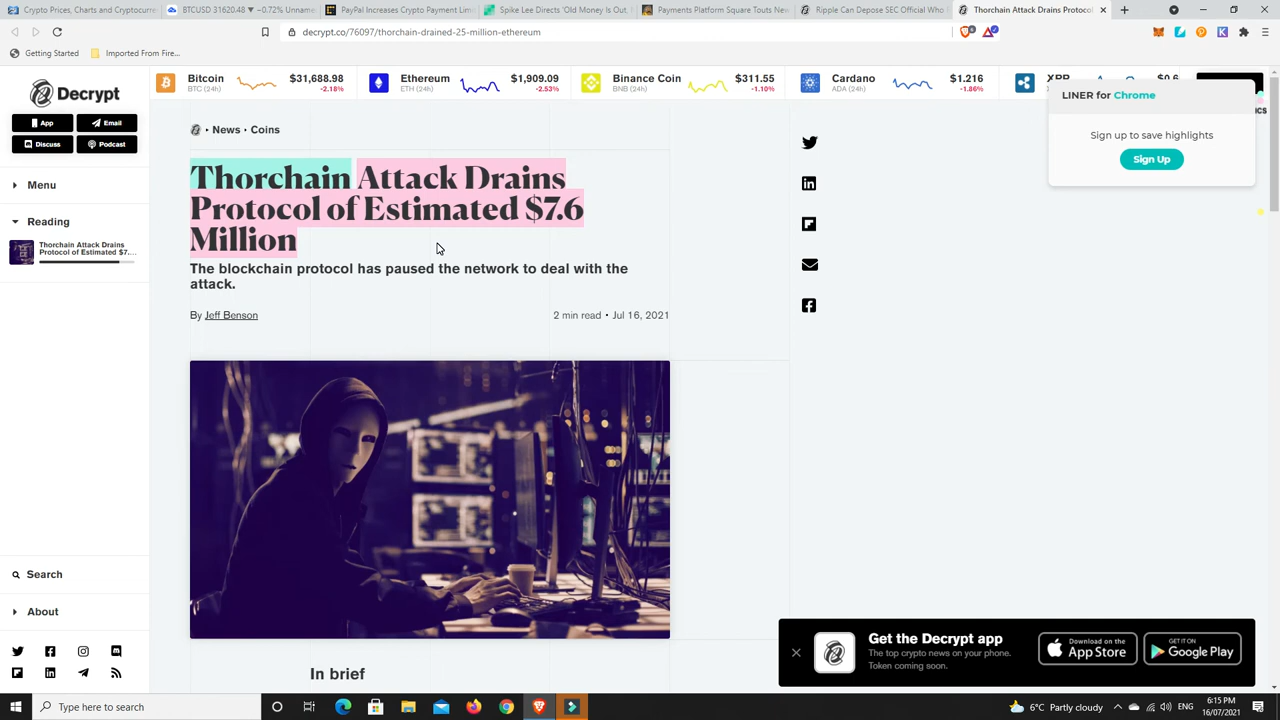 Crypto Prices, Charts and Cryptocurre
BTCUSD 31620.48 ▼ −0.72% Unname
PayPal Increases Crypto Payment Limi
Spike Lee Directs 'Old Money Is Out,
Payments Platform Square Touts New
Ripple Can Depose SEC Official Who
Thorchain Attack Drains Protocol
decrypt.co/76097/thorchain-drained-25-million-ethereum
Getting Started
Imported From Fire...
Decrypt
App
Email
Discuss
Podcast
Menu
Reading
Thorchain Attack Drains
Protocol of Estimated $7....
Search
About
Bitcoin $31,688.98
BTC (24h) -2.18%
Ethereum $1,909.09
ETH (24h) -2.53%
Binance Coin $311.55
BNB (24h) -1.10%
Cardano $1.216
ADA (24h) -1.86%
XRP $0.6
LINER for Chrome
Sign up to save highlights
Sign Up
News • Coins
Thorchain Attack Drains
Protocol of Estimated $7.6
Million
The blockchain protocol has paused the network to deal with the
attack.
By Jeff Benson
2 min read • Jul 16, 2021
In brief
Get the Decrypt app
The top crypto news on your phone.
Token coming soon.
Download on the
App Store
GET IT ON
Google Play
Type here to search
6°C Partly cloudy
ENG
6:15 PM
16/07/2021